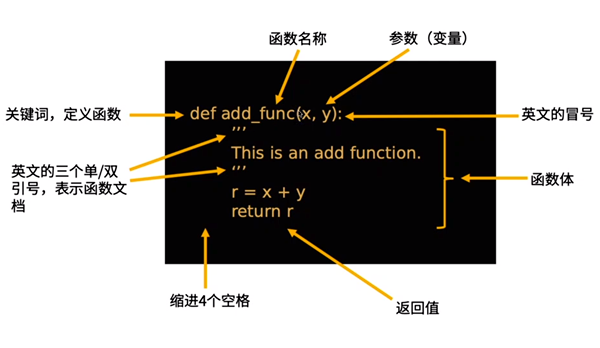 函数名称
参数（变量）
关键词，定义函数
def add_func(x, y):
英文的冒号
’’’
This is an add function.
‘’’
英文的三个单/双
引号，表示函数文
档
函数体
r = x + y
return r
缩进4个空格
返回值